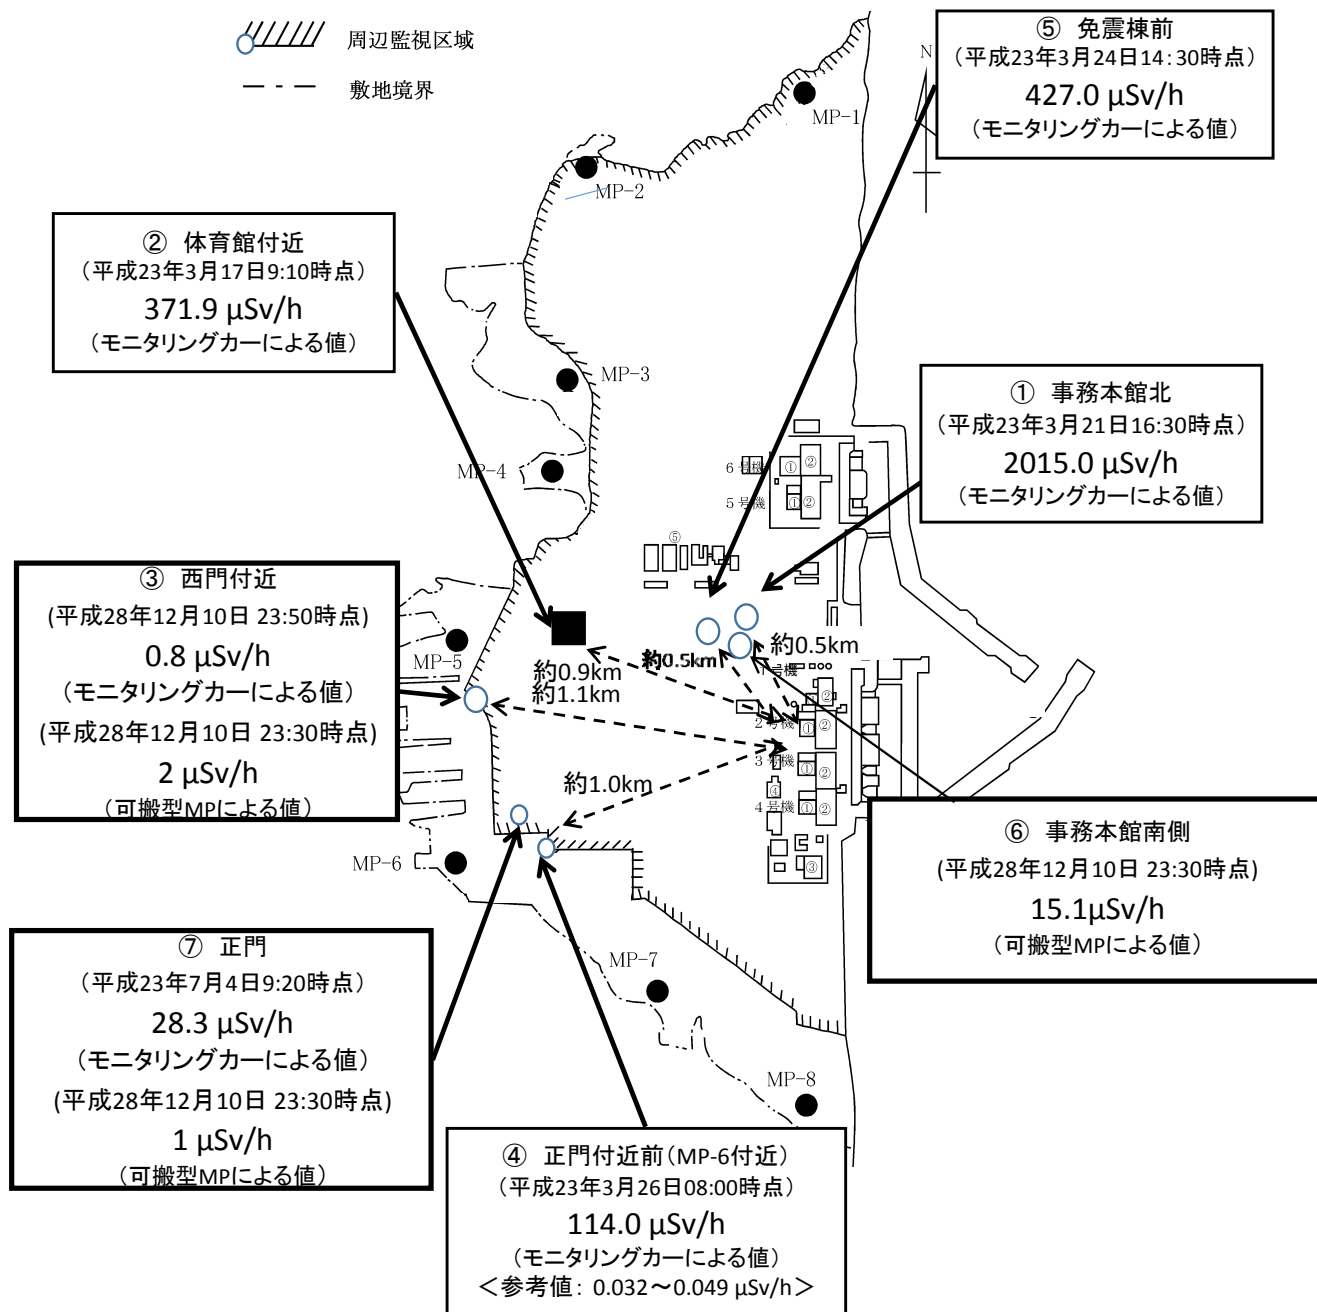 周辺監視区域
敷地境界
⑤ 免震棟前
（平成23年3月24日14:30時点）
427.0 μSv/h
（モニタリングカーによる値）
N
MP-1
MP-2
② 体育館付近
（平成23年3月17日9:10時点）
371.9 μSv/h
（モニタリングカーによる値）
MP-3
MP-4
① 事務本館北
（平成23年3月21日16:30時点）
2015.0 μSv/h
（モニタリングカーによる値）
6号機
①
②
5号機
①
②
⑤
③ 西門付近
(平成28年12月10日 23:50時点)
0.8 μSv/h
（モニタリングカーによる値）
(平成28年12月10日 23:30時点)
2 μSv/h
（可搬型MPによる値）
MP-5
約0.9km
約1.1km
約0.5km
約0.5km
1号機
②
2号機
①
②
3号機
①
②
④
4号機
①
②
③
約1.0km
MP-6
⑥ 事務本館南側
(平成28年12月10日 23:30時点)
15.1μSv/h
（可搬型MPによる値）
⑦ 正門
（平成23年7月4日9:20時点）
28.3 μSv/h
（モニタリングカーによる値）
(平成28年12月10日 23:30時点)
1 μSv/h
（可搬型MPによる値）
MP-7
MP-8
④ 正門付近前（MP-6付近）
（平成23年3月26日08:00時点）
114.0 μSv/h
（モニタリングカーによる値）
＜参考値： 0.032～0.049 μSv/h＞